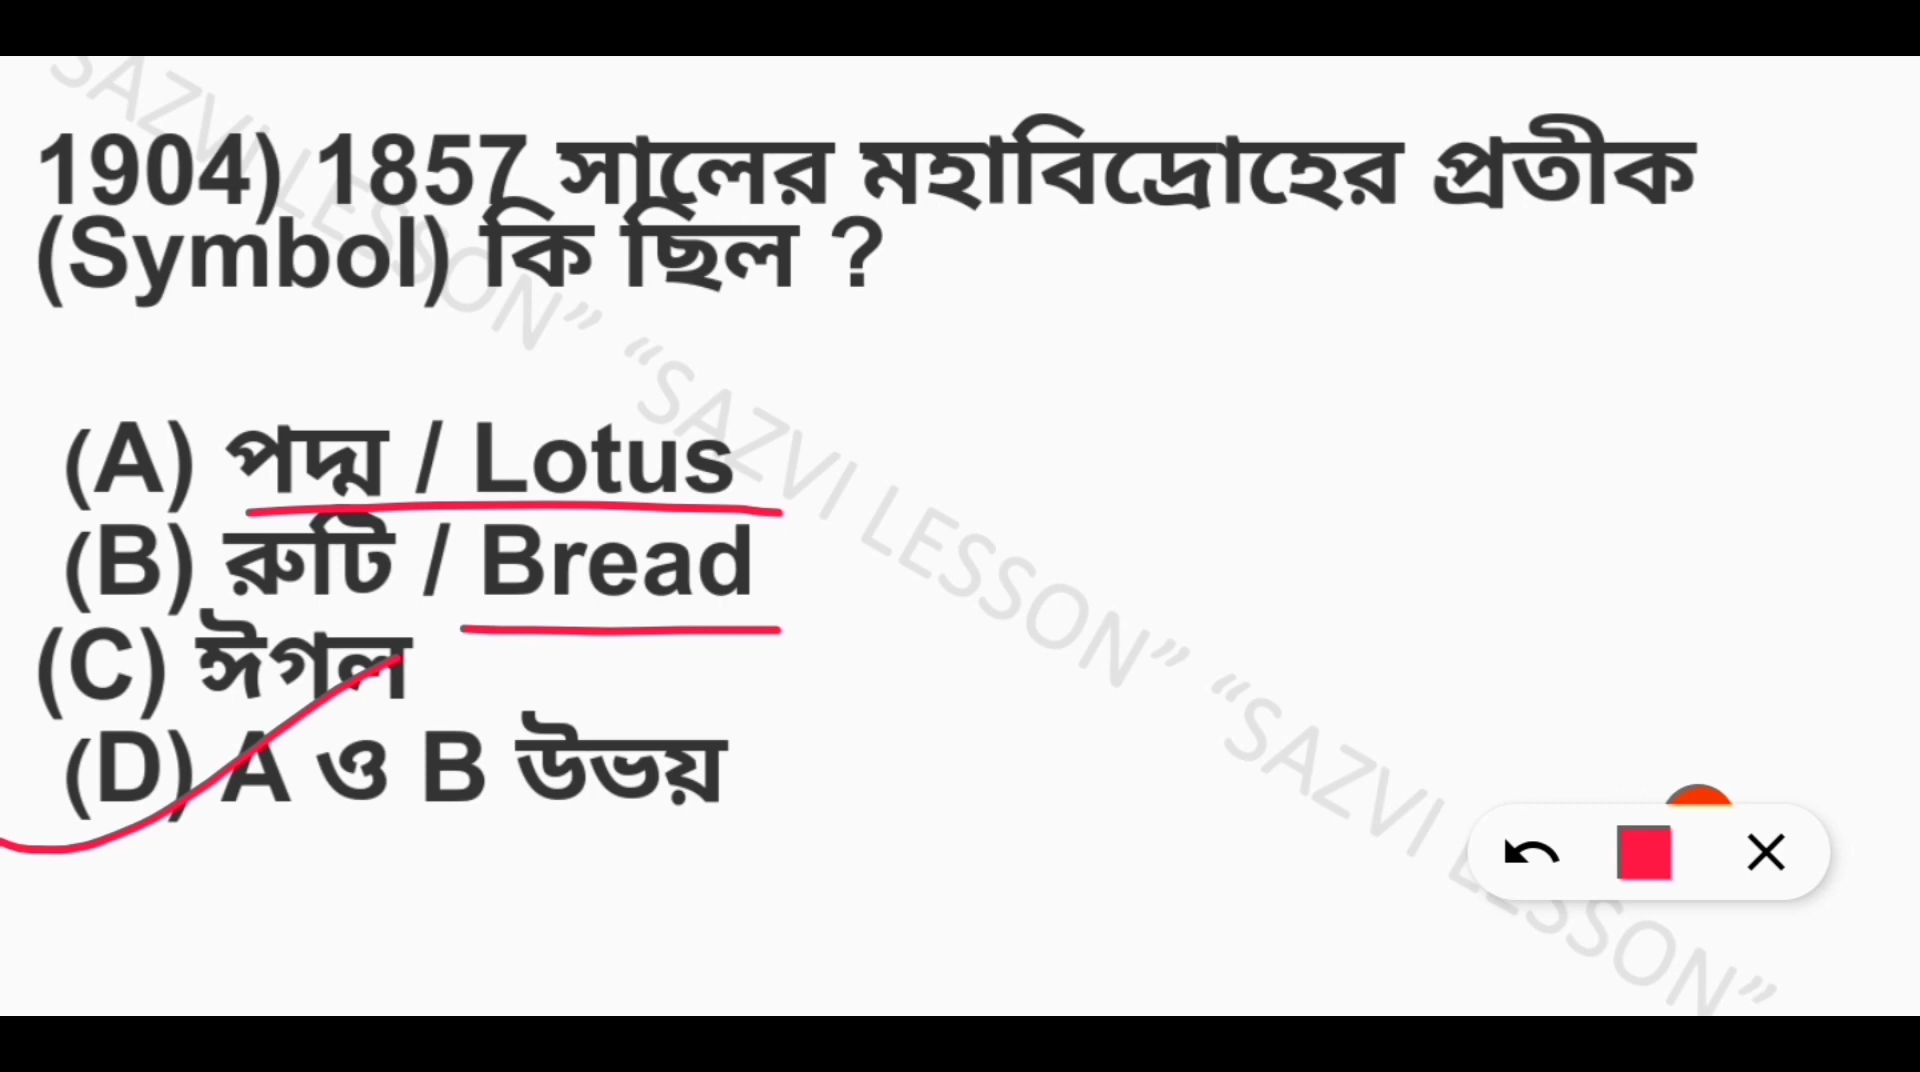 1904) 1857 সালের মহাবিদ্রোহের প্রতীক
(Symbol) কি ছিল ?
(A) পদ্ম / Lotus
(B) রুটি / Bread
(C) ঈগল
(D) A ও B উভয়
SAZVI LESSON” “SAZVI LESSON” “SAZVI LESSON”